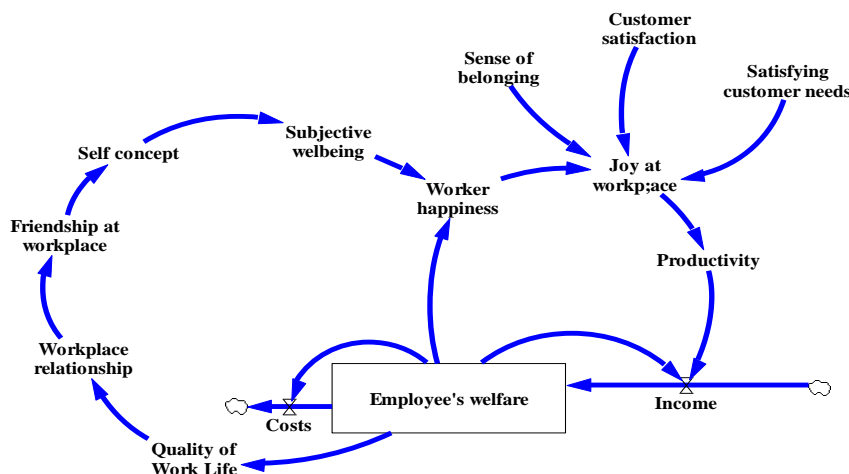 Customer
satisfaction
Sense of
belonging
Satisfying
customer needs
Subjective
welbeing
Self concept
Joy at
workp;ace
Worker
happiness
Friendship at
workplace
Productivity
Workplace
relationship
Employee's welfare
Income
Costs
Quality of
Work Life